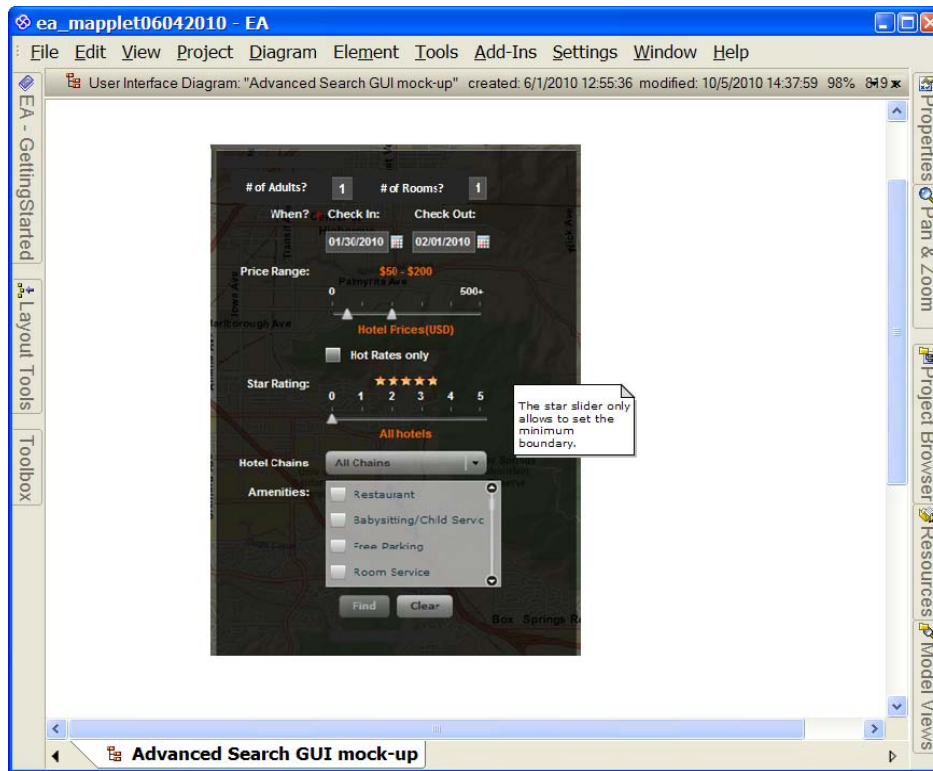 ea_mapplet06042010 - EA
File Edit View Project Diagram Element Tools Add-Ins Settings Window Help
User Interface Diagram: "Advanced Search GUI mock-up" created: 6/1/2010 12:55:36 modified: 10/5/2010 14:37:59 98%
EA - GettingStarted
Layout Tools
Toolbox
# of Adults? 1 # of Rooms? 1
When? Check In: Check Out:
01/30/2010 02/01/2010
Price Range: $50 - $200
Palmyrita Ave
0 500+
Hotel Prices(USD)
Hot Rates only
Star Rating:
0 1 2 3 4 5
All hotels
The star slider only
allows to set the
minimum
boundary.
Hotel Chains All Chains
Amenities: Restaurant
Babysitting/Child Servic
Free Parking
Room Service
Find Clear
Box Springs
Properties
Pan & Zoom
Project Browser
Resources
Model Views
Advanced Search GUI mock-up